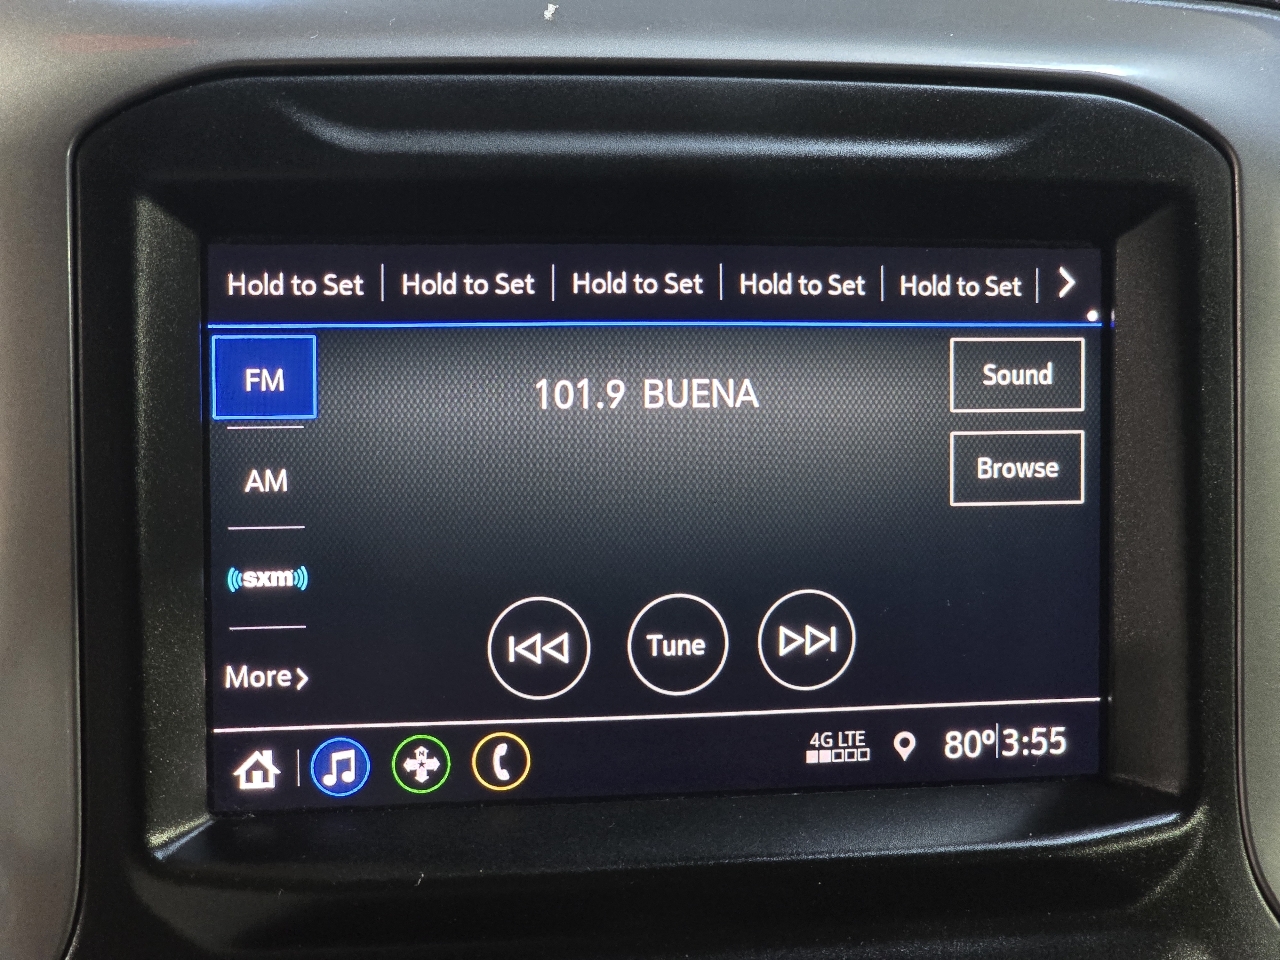 Hold to Set | Hold to Set | Hold to Set | Hold to Set | Hold to Set |
FM
101.9 BUENA
Sound
AM
Browse
sxm
More
Tune
4G LTE
80º|3:55
N